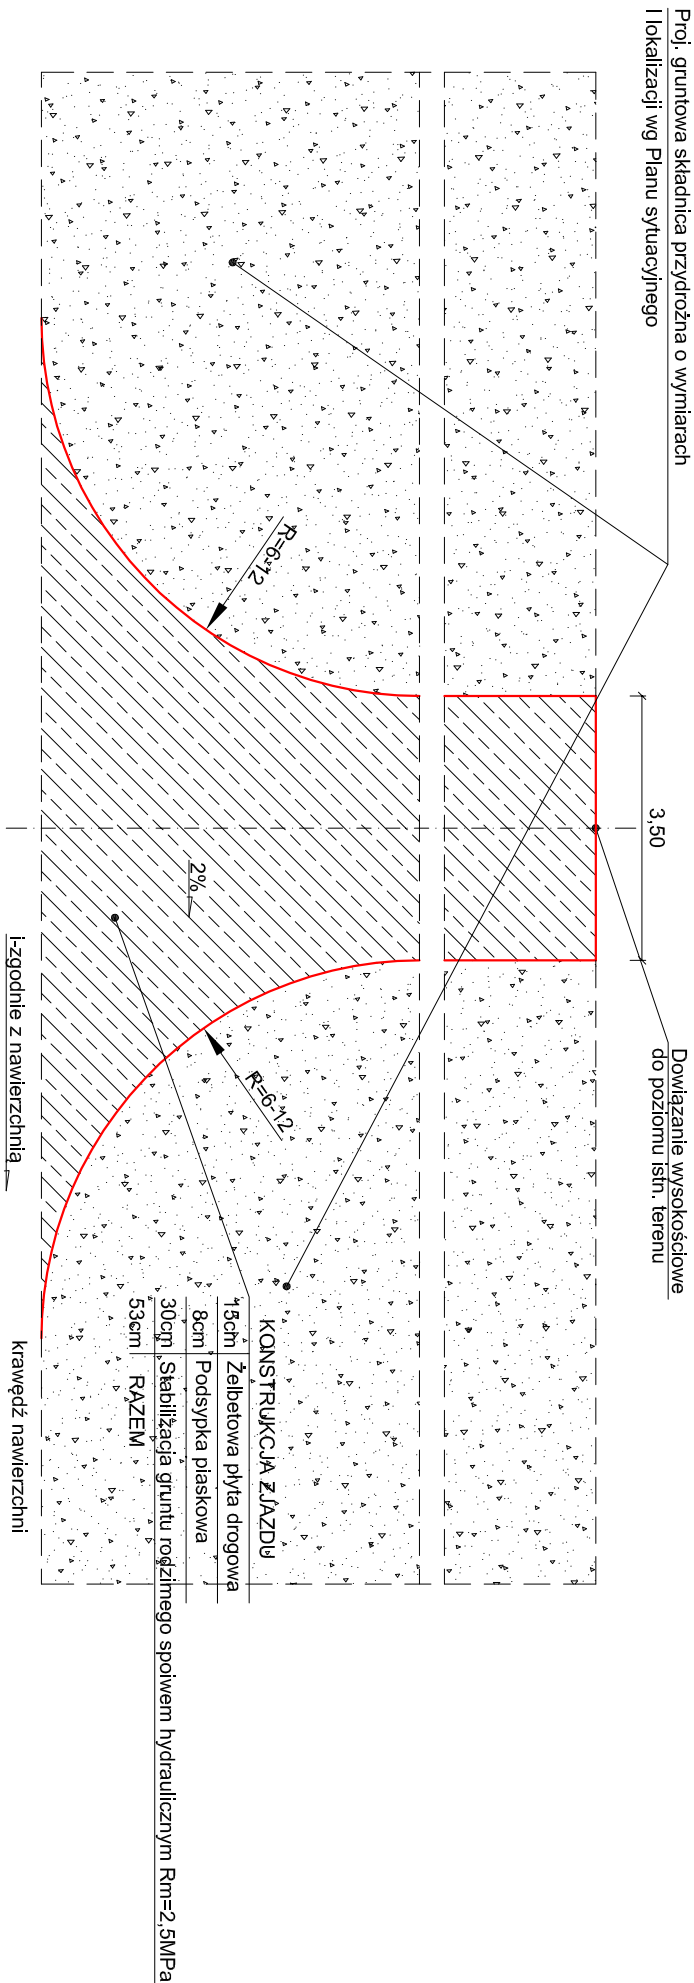 Proj. gruntowa składnica przydrożna o wymiarach
I lokalizacji wg Planu sytuacyjnego
3,50
Dowiązanie wysokościowe
do poziomu istn. terenu
R=6-12
R=6-12
2%
KONSTRUKCJA ZJAZDU
15cm Żelbetowa płyta drogowa
8cm Podsypka piaskowa
30cm Stabilizacja gruntu rodzimego spoiwem hydraulicznym Rm=2,5MPa
53cm RAZEM
i-zgodnie z nawierzchnią
krawędź nawierzchni